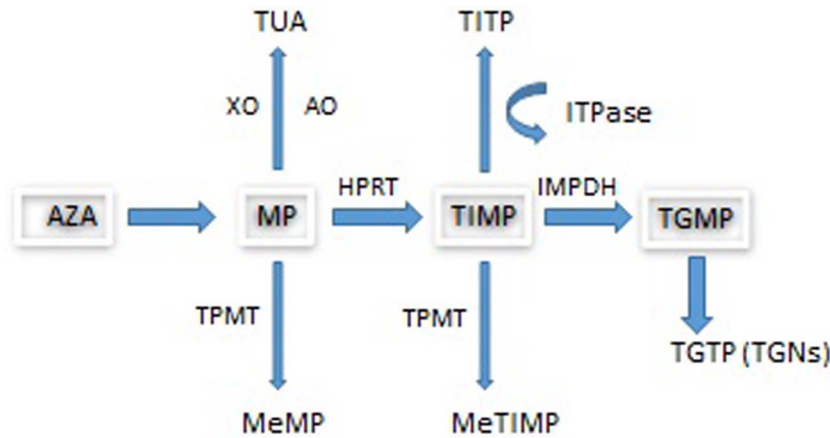 TUA
TITP
XO
AO
ITPase
HPRT
IMPDH
AZA
MP
TIMP
TGMP
TPMT
TPMT
TGTP (TGNs)
MeMP
MeTIMP